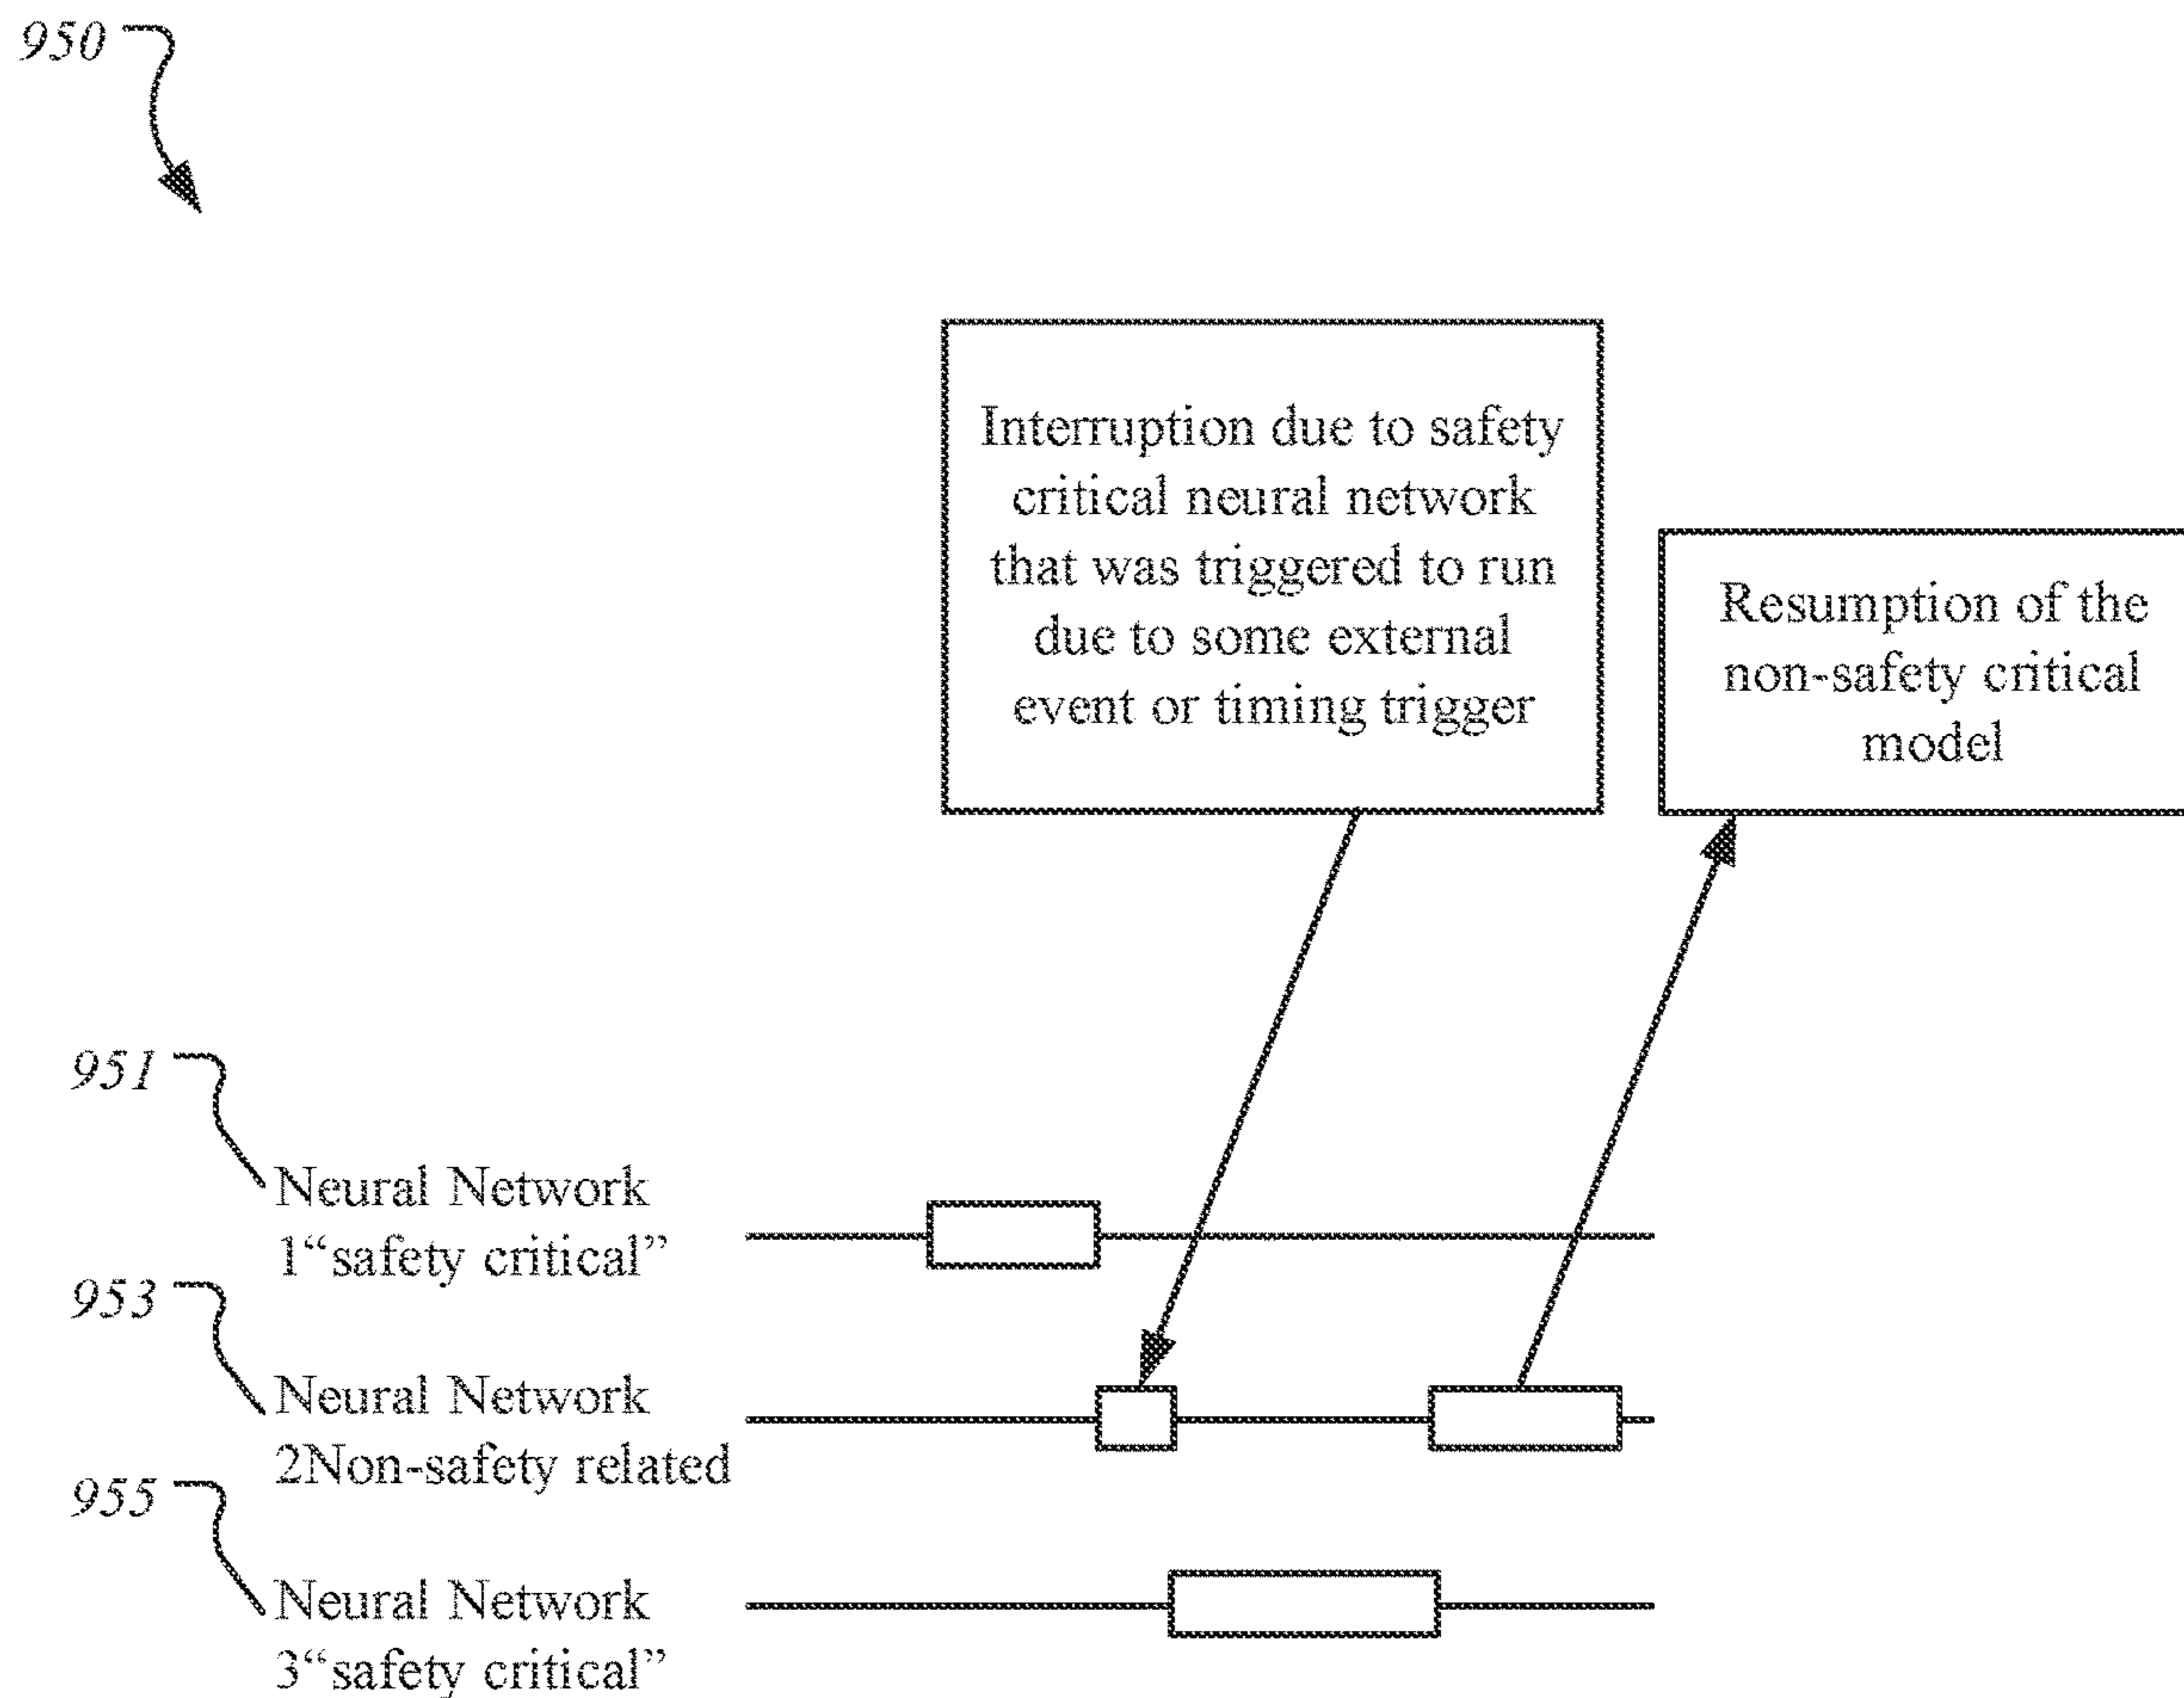 950
Interruption due to safety
critical neural network
that was triggered to run
due to some external
event or timing trigger
Resumption of the
non-safety critical
model
951
Neural Network
1“safety critical”
953
Neural Network
2Non-safety related
955
Neural Network
3“safety critical”